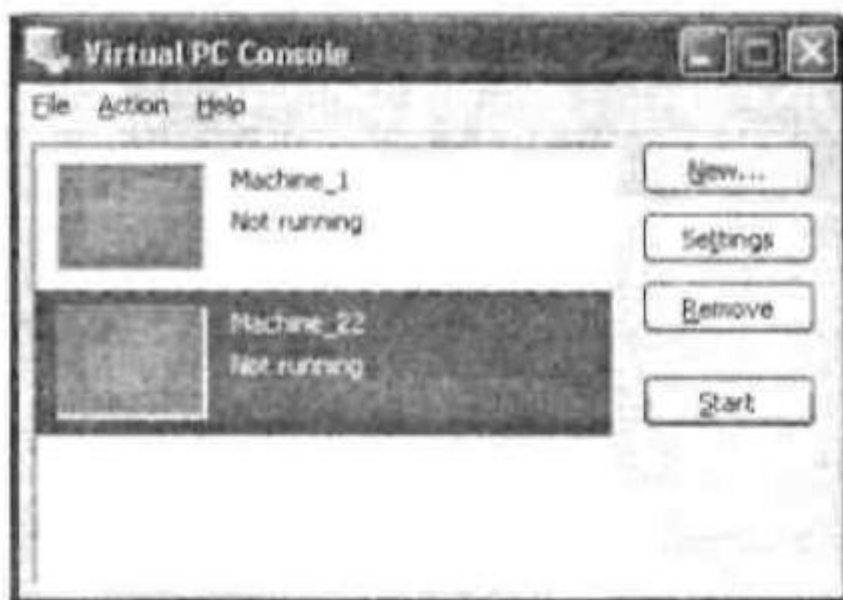 Virtual PC Console
File Action Help
Machine_1
Not running
Machine_22
Not running
New...
Settings
Remove
Start